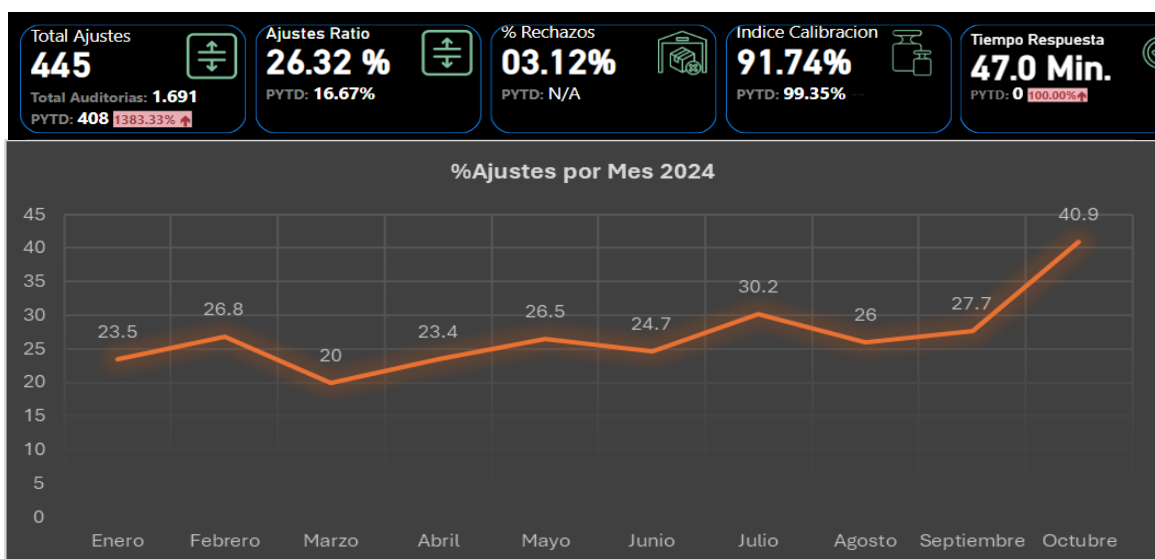 Total Ajustes
445
Total Auditorias: 1.691
PYTD: 408 1383.33%
Ajustes Ratio
26.32 %
PYTD: 16.67%
% Rechazos
03.12%
PYTD: N/A
Indice Calibracion
91.74%
PYTD: 99.35% --
Tiempo Respuesta
47.0 Min.
PYTD: 0 100.00%
%Ajustes por Mes 2024
45
40
35
30
25
20
15
10
5
0
23.5
26.8
20
23.4
26.5
24.7
30.2
26
27.7
40.9
Enero Febrero Marzo Abril Mayo Junio Julio Agosto Septiembre Octubre